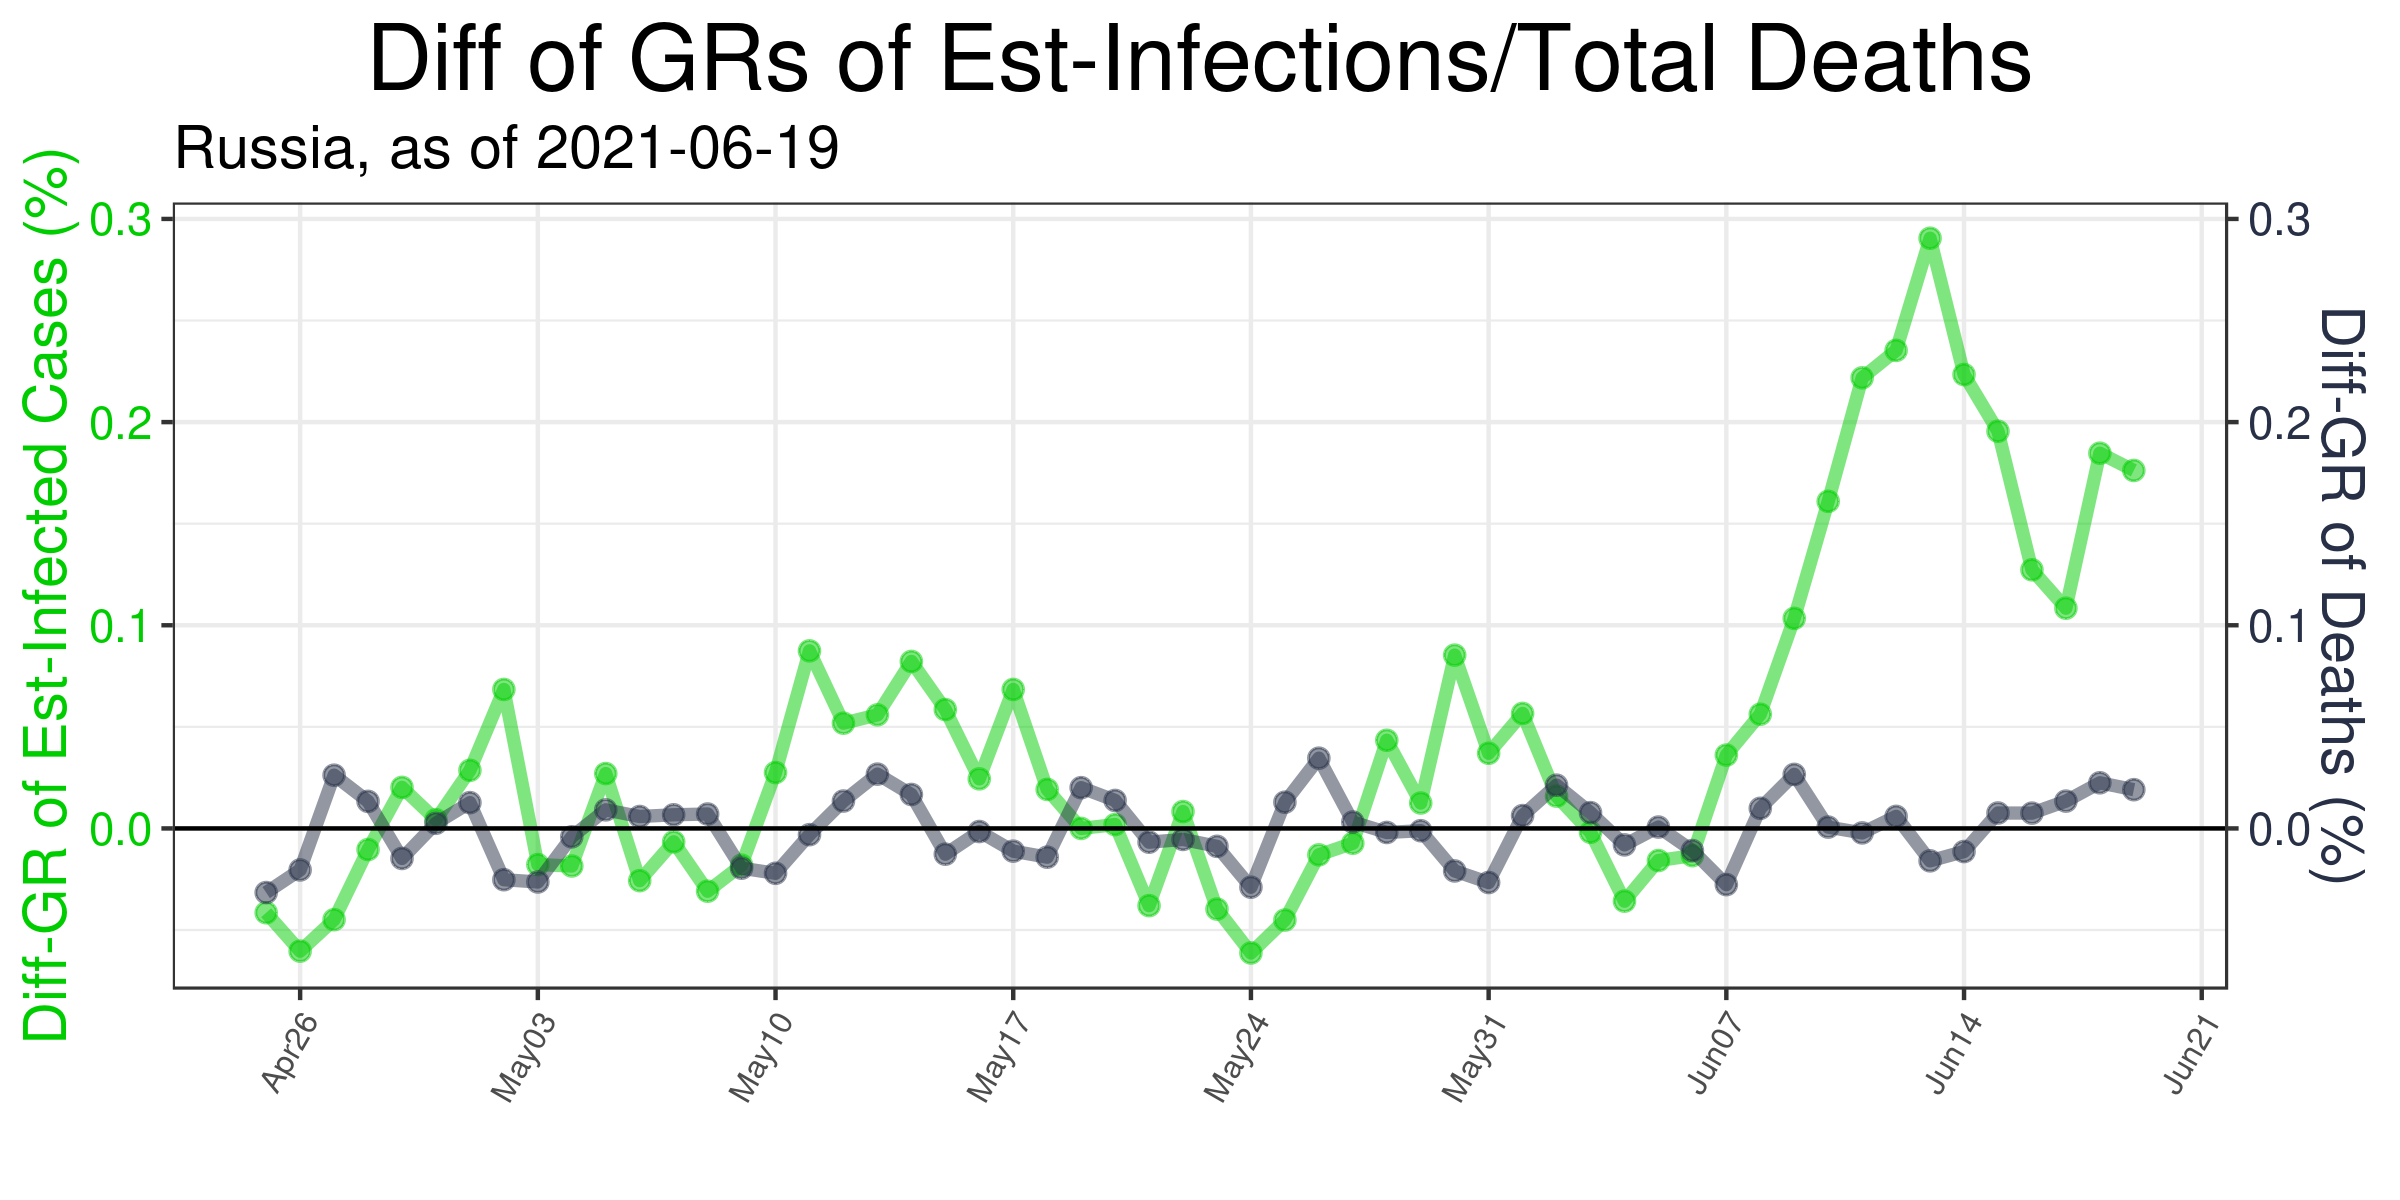 Diff of GRs of Est-Infections/Total Deaths
Russia, as of 2021-06-19
Diff-GR of Est-Infected Cases (%)
0.3
0.2
0.1
0.0
0.3
0.2
0.1
0.0
Diff-GR of Deaths (%)
Apr26
May03
May10
May17
May24
May31
Jun07
Jun14
Jun21